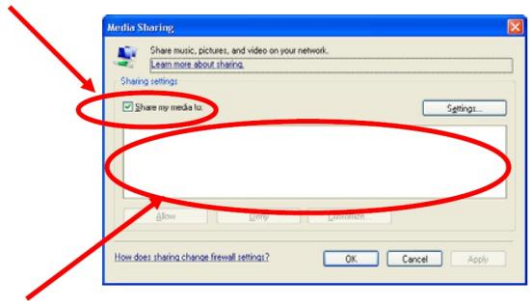 Media Sharing
Share music, pictures, and video on your network.
Learn more about sharing.
Sharing settings
Share my media to:
Settings...
Allow
Deny
Customize...
How does sharing change firewall settings?
OK
Cancel
Apply